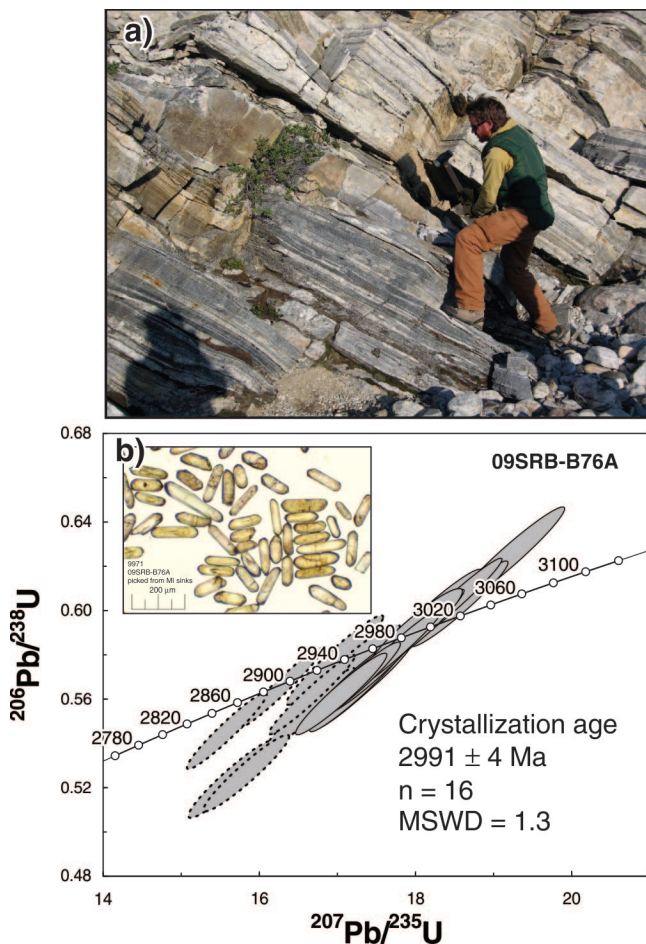 a)
0.68
b)
09SRB-B76A
9971
09SRB-B76A
picked from MI sinks
200 µm
0.64
0.60
0.56
0.52
0.48
206Pb/238U
2780
2820
2860
2900
2940
2980
3020
3060
3100
Crystallization age
2991 ± 4 Ma
n = 16
MSWD = 1.3
14
16
18
20
207Pb/235U